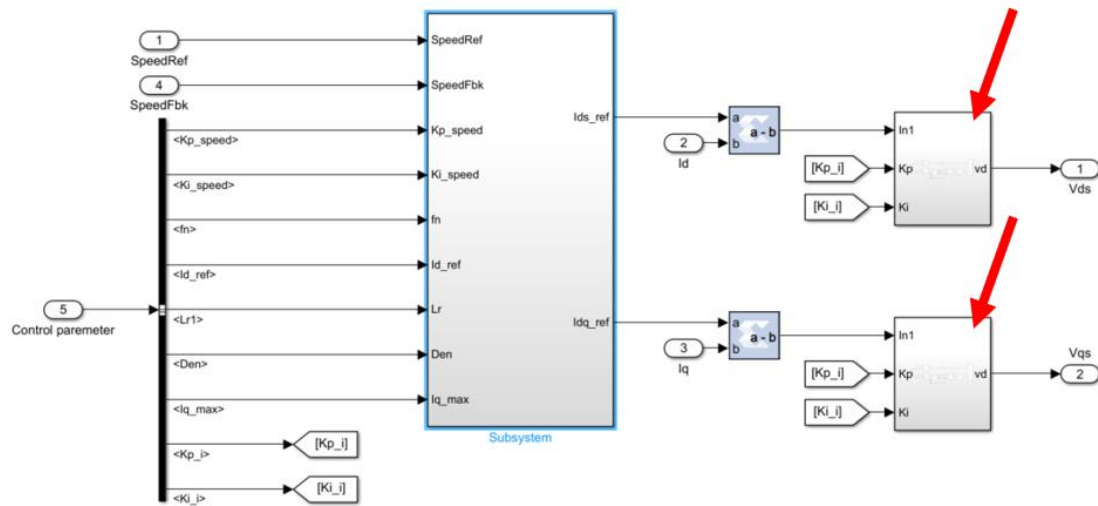 1
SpeedRef
4
SpeedFbk
<Kp_speed>
<Ki_speed>
<fn>
<Id_ref>
5
Control paremeter
<Lr1>
<Den>
<Iq_max>
<Kp_i>
[Kp_i]
<Ki_i>
[Ki_i]
SpeedRef
SpeedFbk
Kp_speed
Ki_speed
fn
Id_ref
Lr
Den
Iq_max
Ids_ref
Idq_ref
Subsystem
a
b
a - b
2
Id
[Kp_i]
[Ki_i]
In1
Kp
Ki
vd
1
Vds
a
b
a - b
3
Iq
[Kp_i]
[Ki_i]
In1
Kp
Ki
vd
Vqs
2